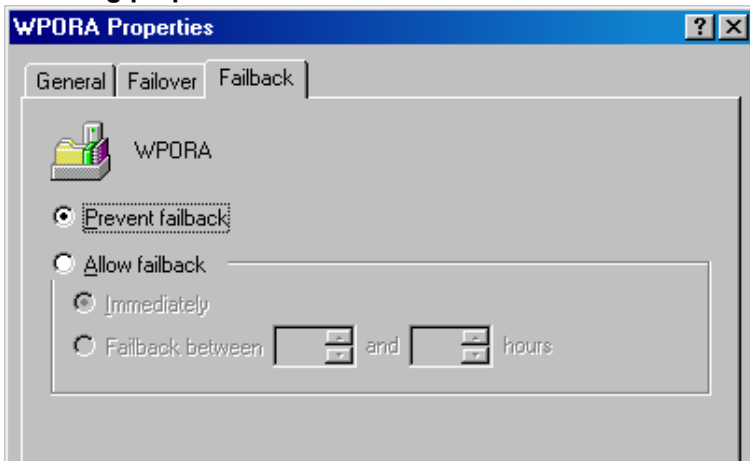 WPORA Properties
General Failover Failback
WPORA
Prevent failback
Allow failback
Immediately
Failback between and hours